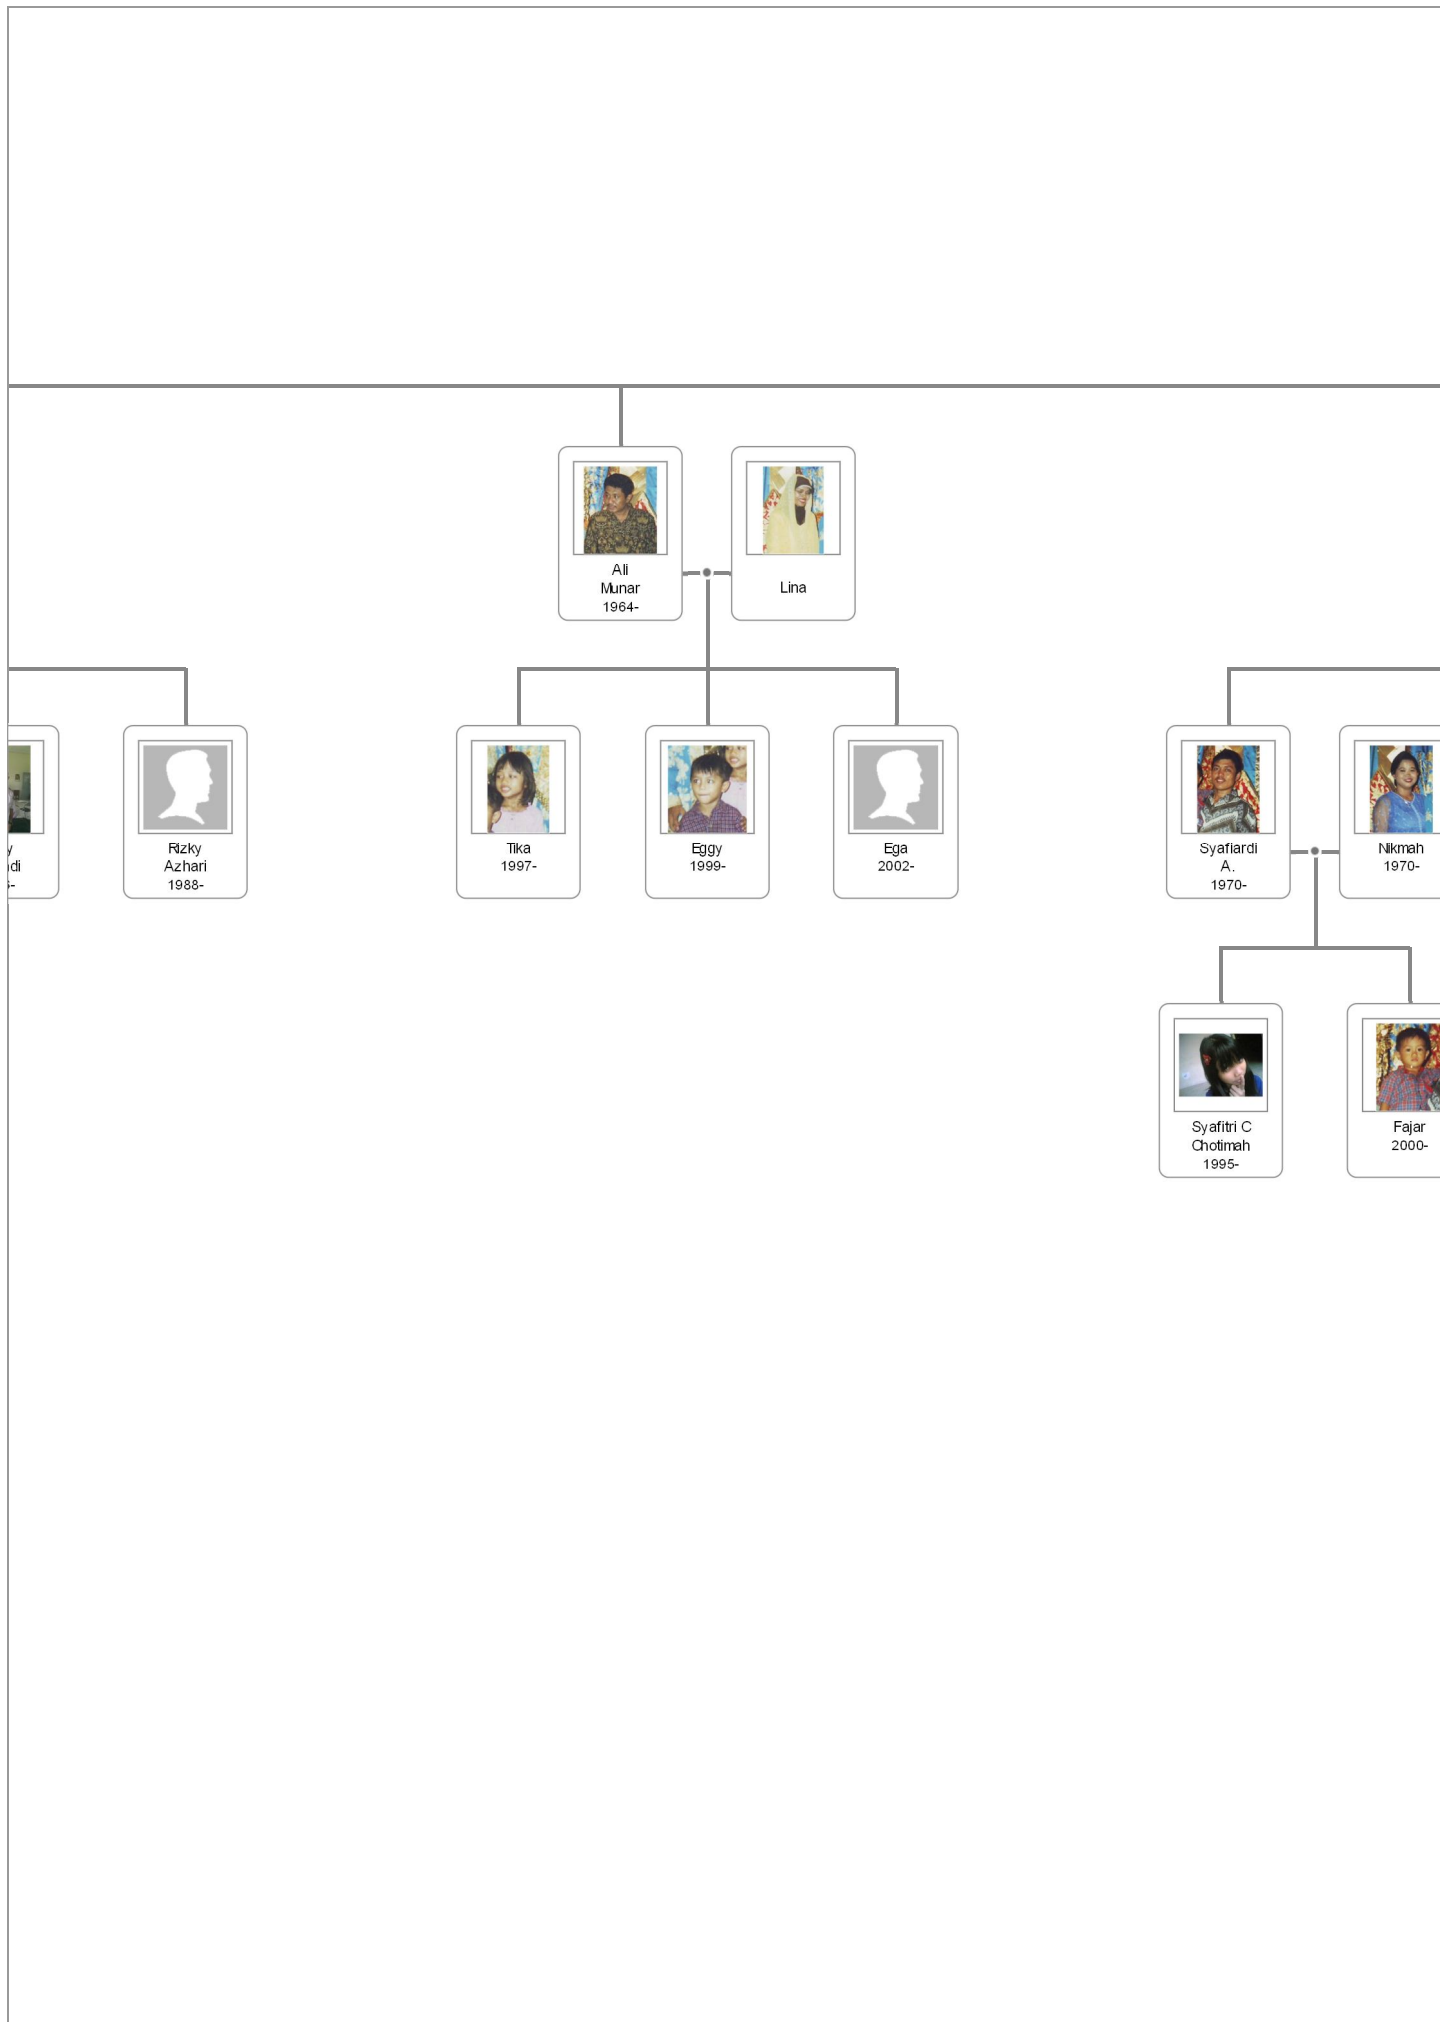 Ali
Munar
1964-
Lina
Rizky
Azhari
1988-
Tika
1997-
Eggy
1999-
Ega
2002-
Syafiardi
A.
1970-
Nikmah
1970-
Syafitri C
Chotimah
1995-
Fajar
2000-